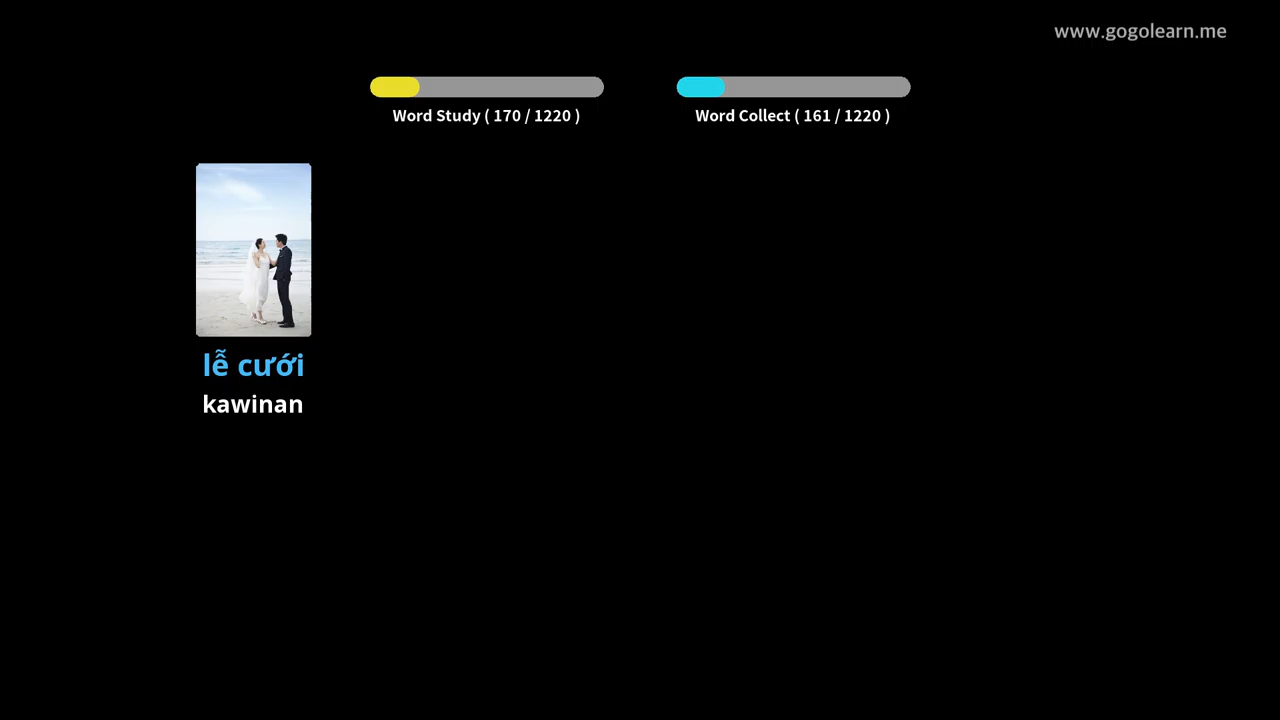 www.gogolearn.me
Word Study ( 170 / 1220 )
Word Collect ( 161 / 1220 )
lễ cưới
kawinan